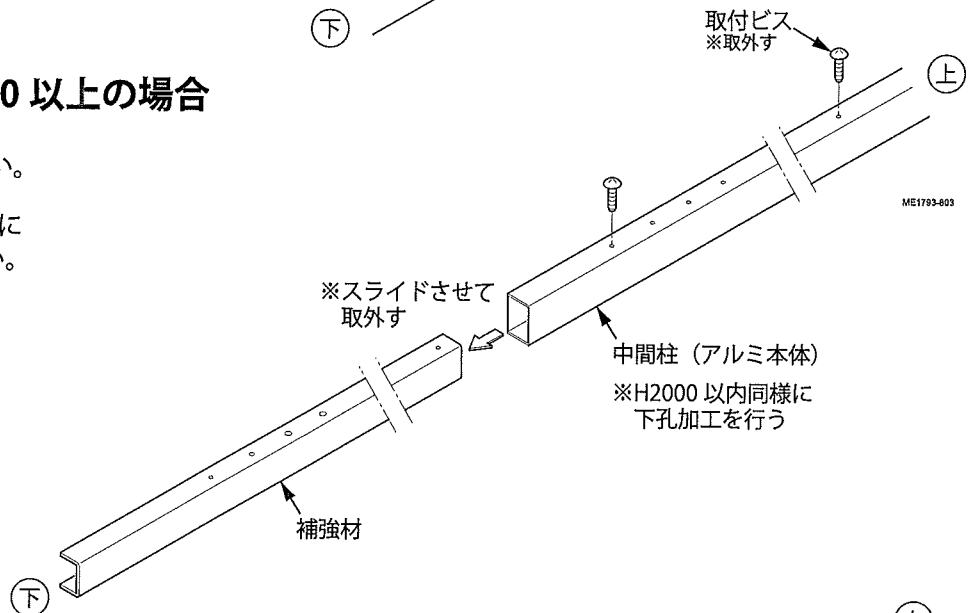 下
取付ビス
※取外す
上
0 以上の場合
い。
に
い。
ME1793-803
※スライドさせて
取外す
中間柱（アルミ本体）
※H2000 以内同様に
下孔加工を行う
補強材
下